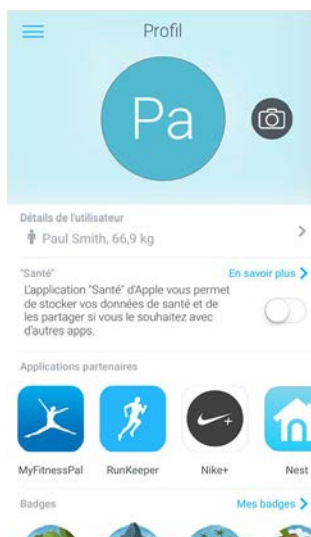 Profil
Pa
Détails de l'utilisateur
Paul Smith, 66,9 kg
"Santé" En savoir plus
L'application "Santé" d'Apple vous permet
de stocker vos données de santé et de
les partager si vous le souhaitez avec
d'autres apps.
Applications partenaires
MyFitnessPal RunKeeper Nike+ Nest
Badges Mes badges